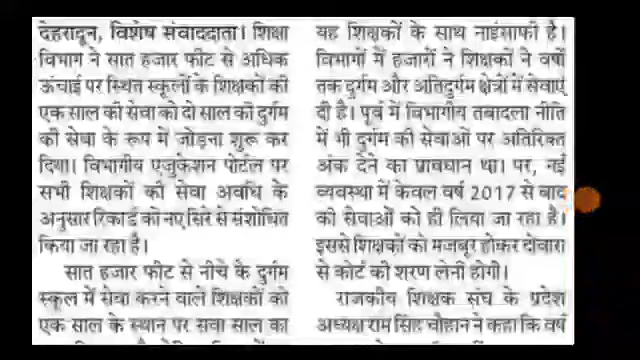 देहरादून, विशेष संवाददाता। शिक्षा
विभाग ने सात हजार फीट से अधिक
ऊंचाई पर स्थित स्कूलों के शिक्षकों की
एक साल की सेवा को दो साल की दुर्गम
की सेवा के रूप में जोड़ना शुरू कर
दिया। विभागीय एजुकेशन पोर्टल पर
सभी शिक्षकों की सेवा अवधि के
अनुसार रिकार्ड को नए सिरे से संशोधित
किया जा रहा है।
सात हजार फीट से नीचे के दुर्गम
स्कूल में सेवा करने वाले शिक्षकों को
एक साल के स्थान पर सवा साल का
यह शिक्षकों के साथ नाइंसाफी है।
विभागों में हजारों ने शिक्षकों ने वर्षों
तक दुर्गम और अतिदुर्गम क्षेत्रों में सेवाएं
दी है। पूर्व में विभागीय तबादला नीति
में भी दुर्गम की सेवाओं पर अतिरिक्त
अंक देने का प्रावधान था। पर, नई
व्यवस्था में केवल वर्ष 2017 से बाद
की सेवाओं को ही लिया जा रहा है।
इससे शिक्षकों को मजबूर होकर दोबारा
से कोर्ट की शरण लेनी होगी।
राजकीय शिक्षक संघ के प्रदेश
अध्यक्ष राम सिंह चौहान ने कहा कि वर्ष